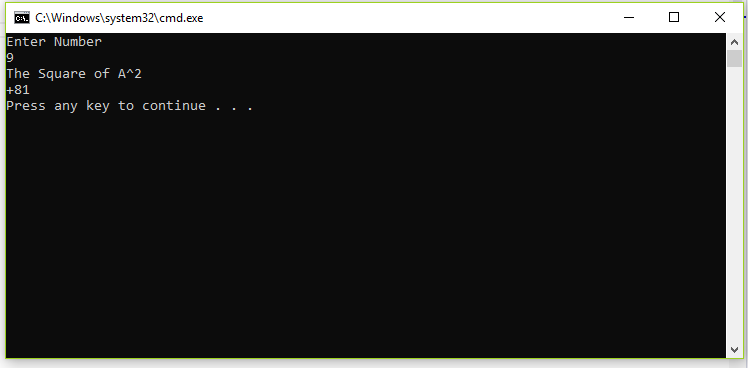 C:\Windows\system32\cmd.exe
Enter Number
9
The Square of A^2
+81
Press any key to continue . . .